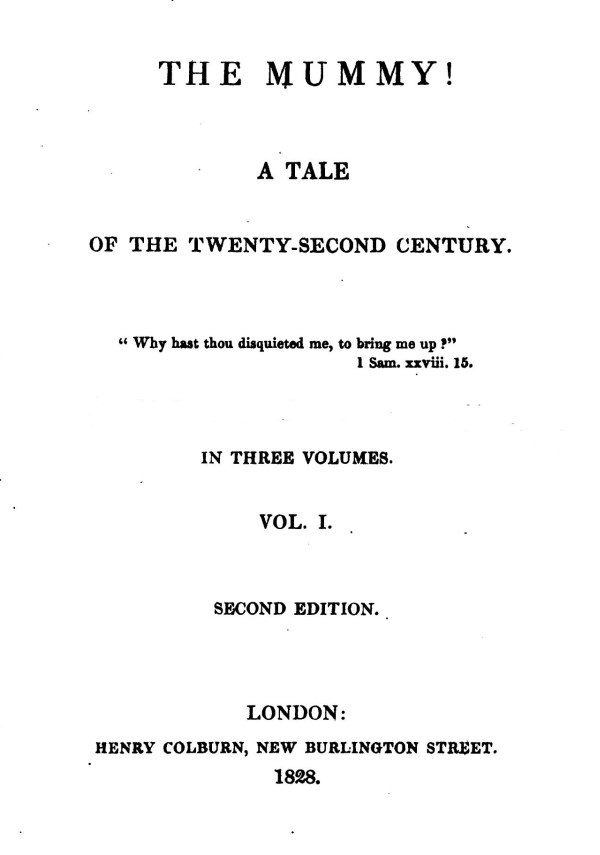 THE MUMMY!
A TALE
OF THE TWENTY-SECOND CENTURY.
“ Why hast thou disquieted me, to bring me up ?”
1 Sam. xxviii. 15.
IN THREE VOLUMES.
VOL. I.
SECOND EDITION.
LONDON:
HENRY COLBURN, NEW BURLINGTON STREET.
1828.